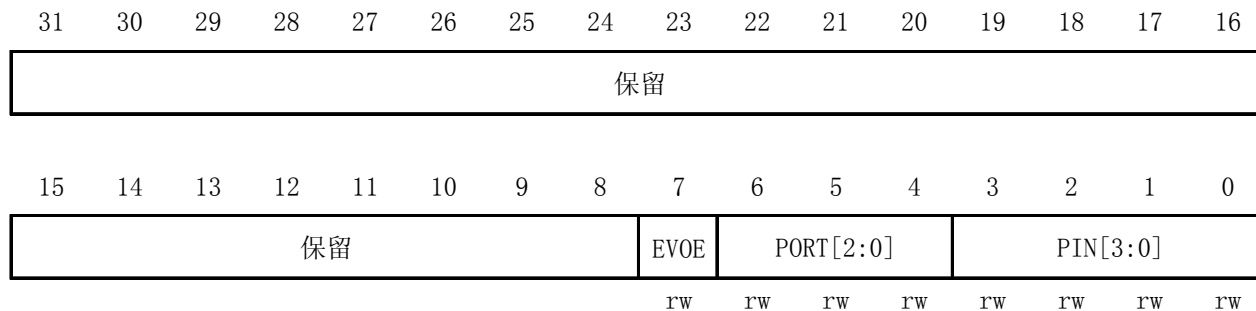 31 30 29 28 27 26 25 24 23 22 21 20 19 18 17 16
保留
15 14 13 12 11 10 9 8 7 6 5 4 3 2 1 0
保留 EVOE PORT[2:0] PIN[3:0]
rw rw rw rw rw rw rw rw